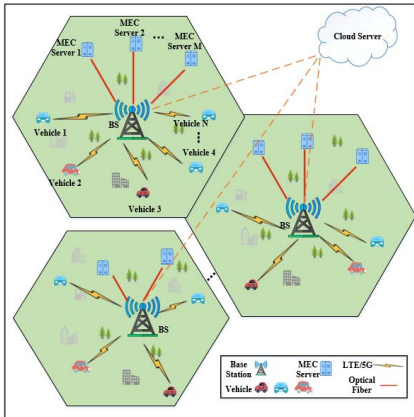 MEC
Server 1
MEC
Server 2
...
MEC
Server M
Cloud Server
Vehicle 1
BS
Vehicle N
Vehicle 4
Vehicle 2
Vehicle 3
BS
BS
...
Base
Station
MEC
Server
LTE/5G
Vehicle
Optical
Fiber